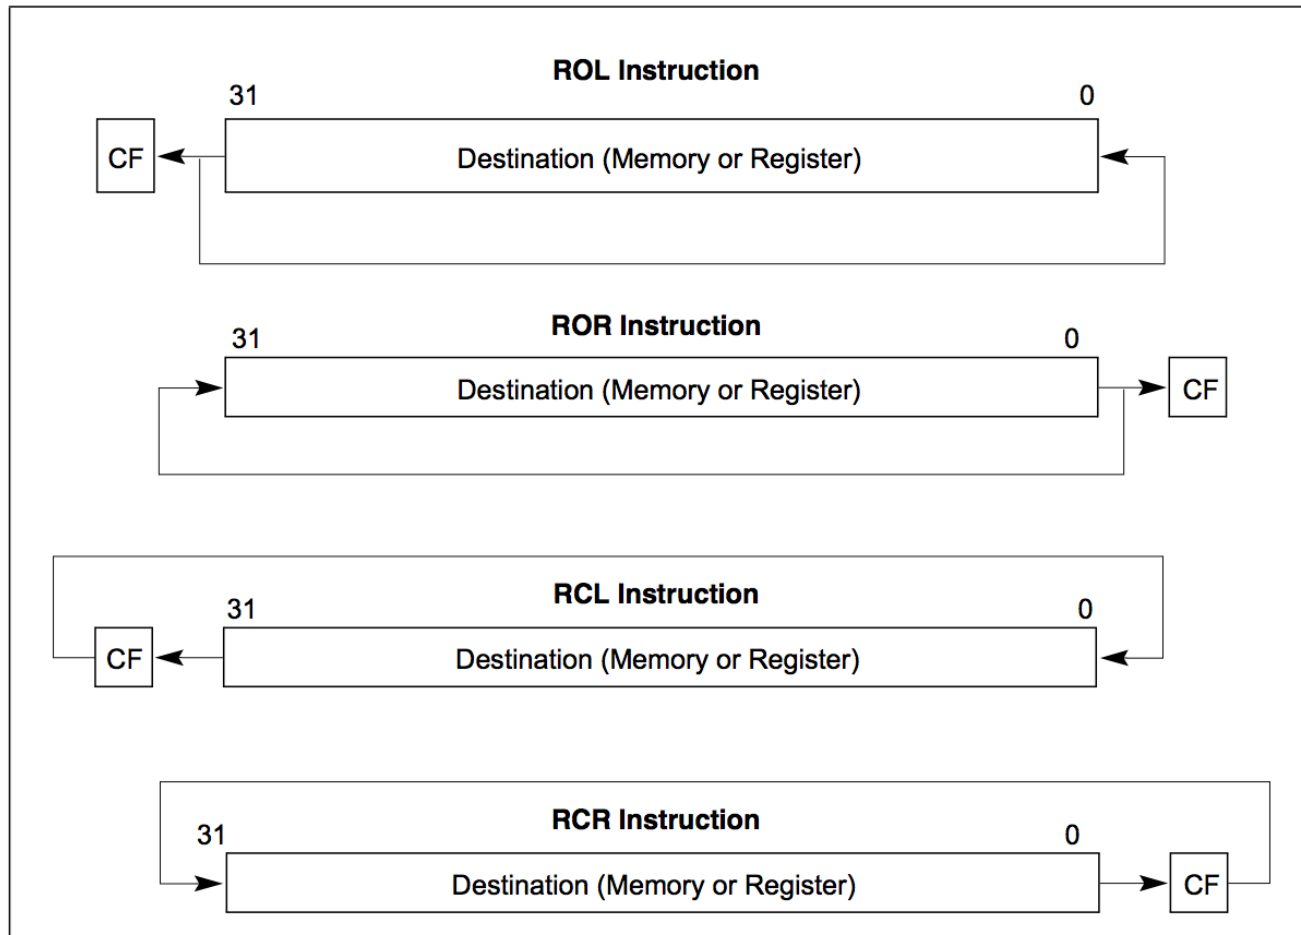 ROL Instruction
31 0
CF Destination (Memory or Register)
ROR Instruction
31 0
Destination (Memory or Register) CF
RCL Instruction
31 0
CF Destination (Memory or Register)
RCR Instruction
31 0
Destination (Memory or Register) CF